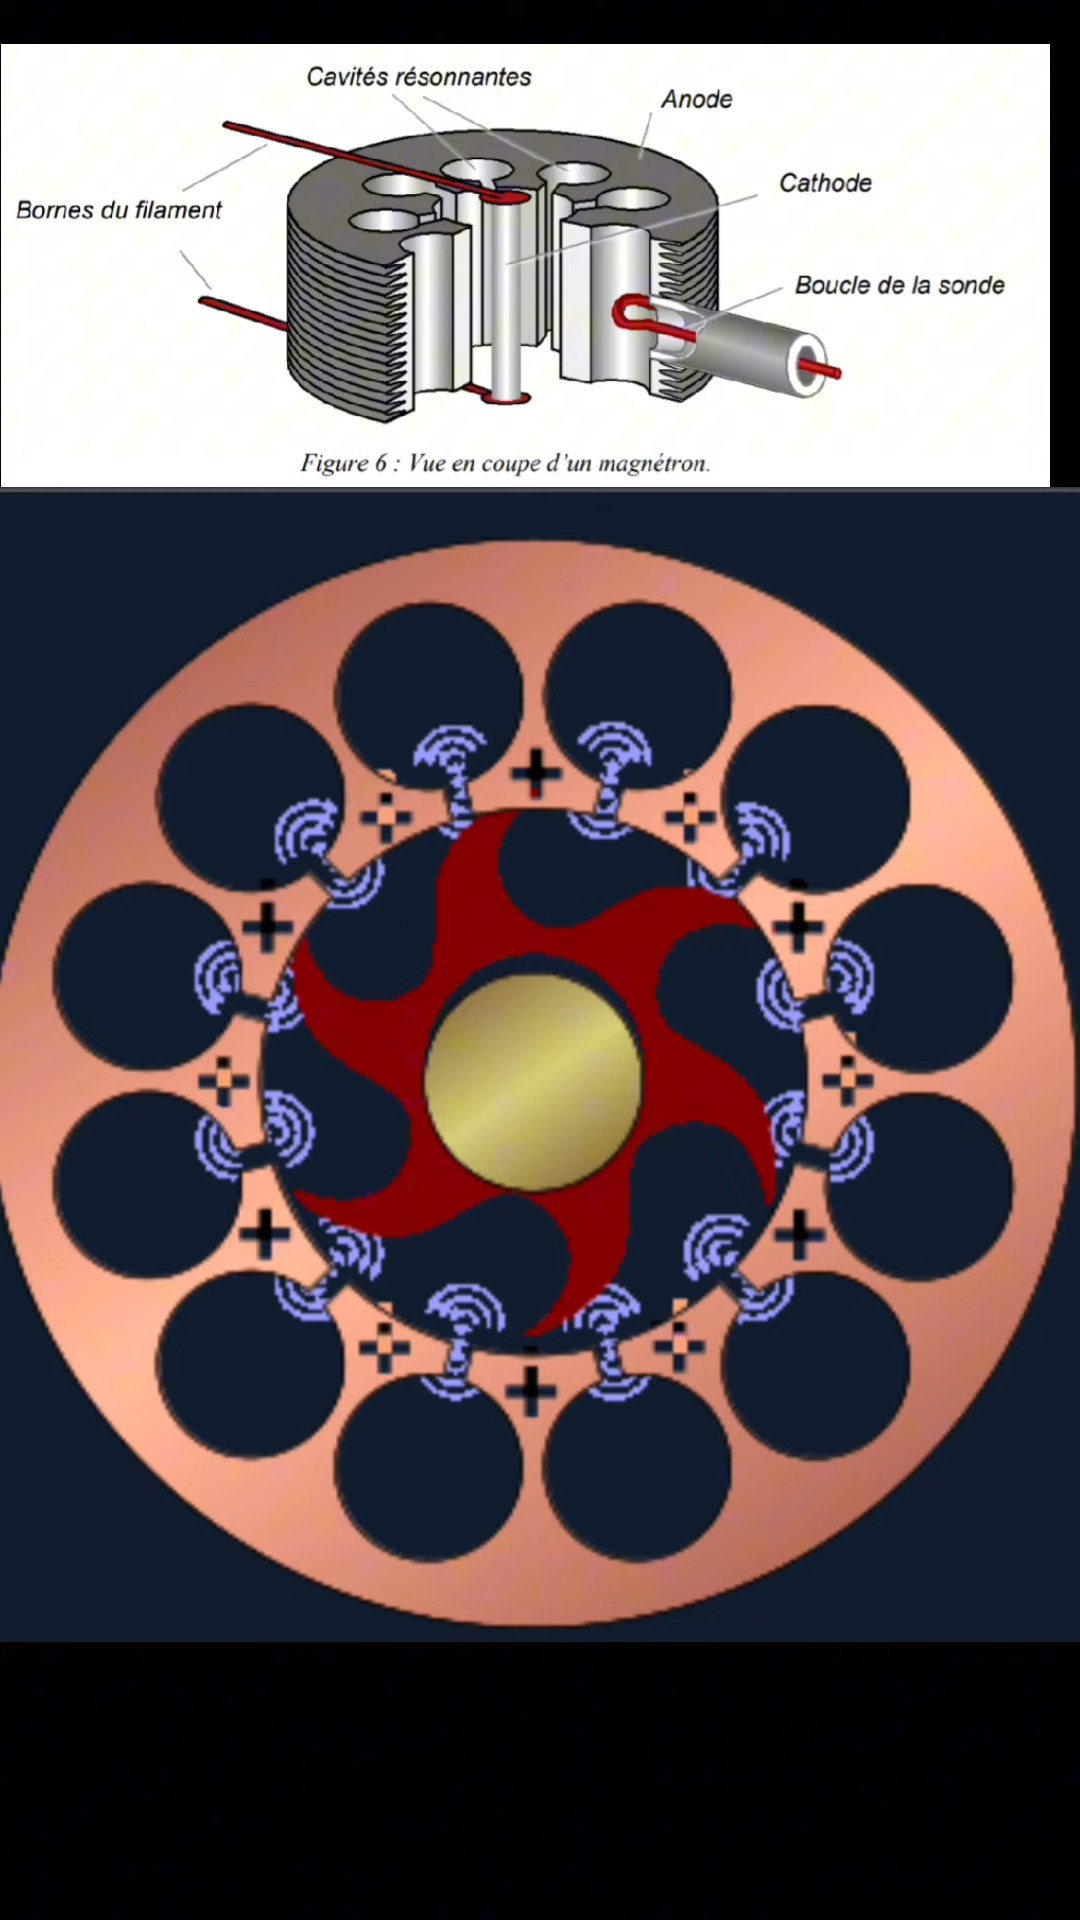 Cavités résonnantes
Anode
Cathode
Bornes du filament
Boucle de la sonde
Figure 6 : Vue en coupe d'un magnétron.